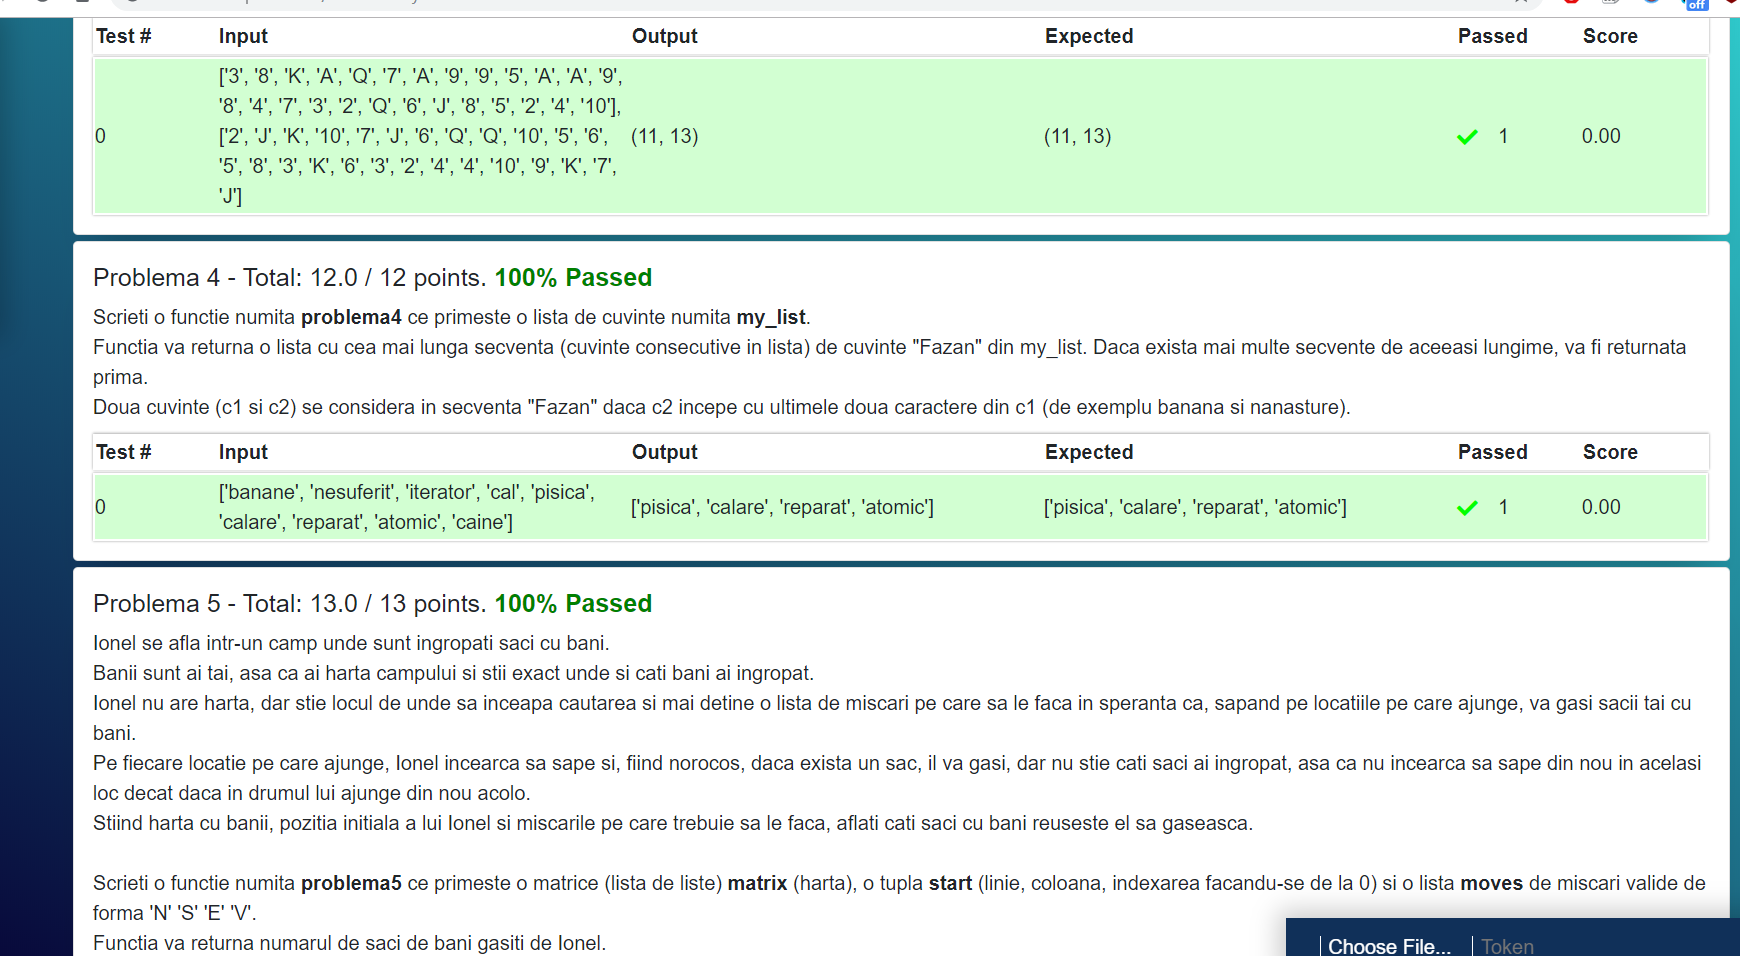 off
Test # Input Output Expected Passed Score
['3', '8', 'K', 'A', 'Q', '7', 'A', '9', '9', '5', 'A', 'A', '9',
'8', '4', '7', '3', '2', 'Q', '6', 'J', '8', '5', '2', '4', '10'],
0 ['2', 'J', 'K', '10', '7', 'J', '6', 'Q', 'Q', '10', '5', '6', (11, 13) (11, 13) 1 0.00
'5', '8', '3', 'K', '6', '3', '2', '4', '4', '10', '9', 'K', '7',
'J']
Problema 4 - Total: 12.0 / 12 points. 100% Passed
Scrieti o functie numita problema4 ce primeste o lista de cuvinte numita my_list.
Functia va returna o lista cu cea mai lunga secventa (cuvinte consecutive in lista) de cuvinte "Fazan" din my_list. Daca exista mai multe secvente de aceeasi lungime, va fi returnata
prima.
Doua cuvinte (c1 si c2) se considera in secventa "Fazan" daca c2 incepe cu ultimele doua caractere din c1 (de exemplu banana si nanasture).
Test # Input Output Expected Passed Score
['banane', 'nesuferit', 'iterator', 'cal', 'pisica',
0 'calare', 'reparat', 'atomic', 'caine'] ['pisica', 'calare', 'reparat', 'atomic'] ['pisica', 'calare', 'reparat', 'atomic'] 1 0.00
Problema 5 - Total: 13.0 / 13 points. 100% Passed
Ionel se afla intr-un camp unde sunt ingropati saci cu bani.
Banii sunt ai tai, asa ca ai harta campului si stii exact unde si cati bani ai ingropat.
Ionel nu are harta, dar stie locul de unde sa inceapa cautarea si mai detine o lista de miscari pe care sa le faca in speranta ca, sapand pe locatiile pe care ajunge, va gasi sacii tai cu
bani.
Pe fiecare locatie pe care ajunge, Ionel incearca sa sape si, fiind norocos, daca exista un sac, il va gasi, dar nu stie cati saci ai ingropat, asa ca nu incearca sa sape din nou in acelasi
loc decat daca in drumul lui ajunge din nou acolo.
Stiind harta cu banii, pozitia initiala a lui Ionel si miscarile pe care trebuie sa le faca, aflati cati saci cu bani reuseste el sa gaseasca.
Scrieti o functie numita problema5 ce primeste o matrice (lista de liste) matrix (harta), o tupla start (linie, coloana, indexarea facandu-se de la 0) si o lista moves de miscari valide de
forma 'N' 'S' 'E' 'V'.
Functia va returna numarul de saci de bani gasiti de Ionel.
Choose File... Token